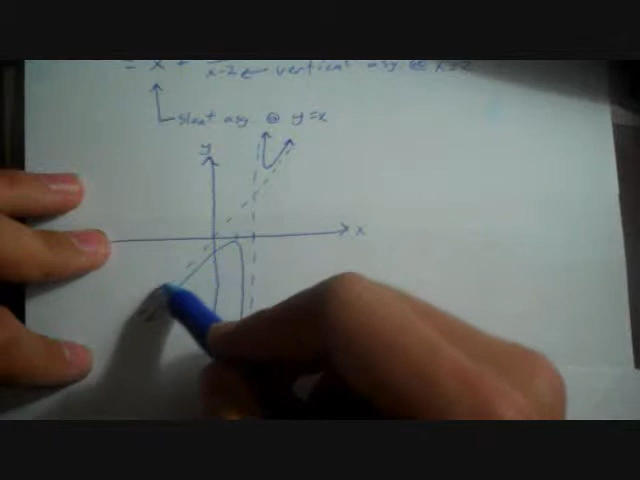 = x +
x-2 ← vertical asy. @ x=2
slant asy @ y=x
y
x